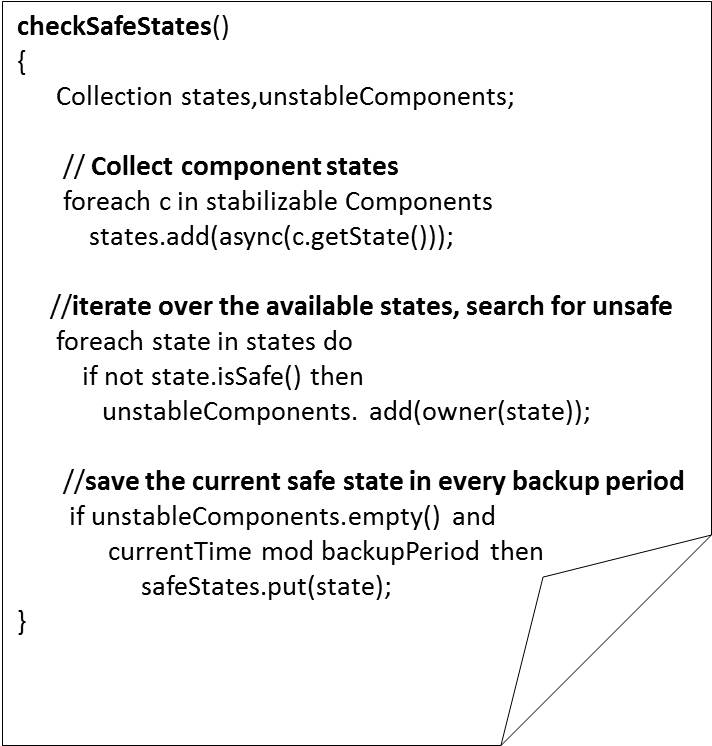 checkSafeStates()
{
Collection states,unstableComponents;
// Collect component states
foreach c in stabilizable Components
states.add(async(c.getState()));
//iterate over the available states, search for unsafe
foreach state in states do
if not state.isSafe() then
unstableComponents. add(owner(state));
//save the current safe state in every backup period
if unstableComponents.empty() and
currentTime mod backupPeriod then
safeStates.put(state);
}